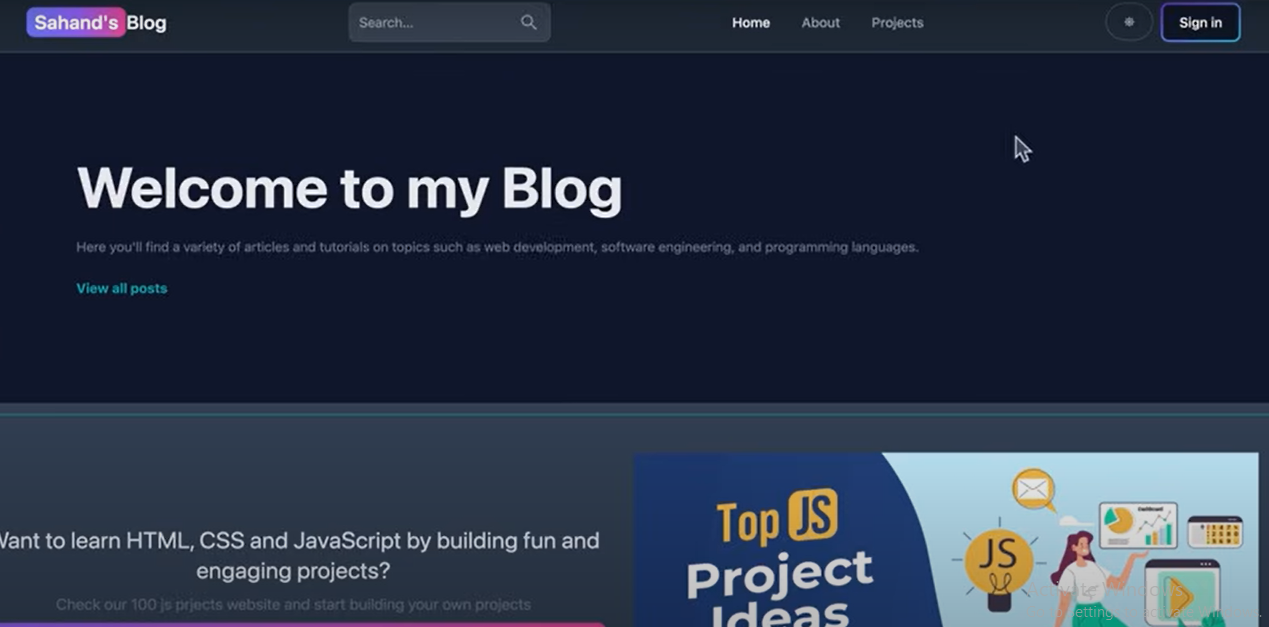 Sahand's Blog
Search...
Home About Projects
Sign in
Welcome to my Blog
Here you'll find a variety of articles and tutorials on topics such as web development, software engineering, and programming languages.
View all posts
Want to learn HTML, CSS and JavaScript by building fun and
engaging projects?
Check our 100 js prjects website and start building your own projects
Top JS
Project
Ideas
JS
Dashboard